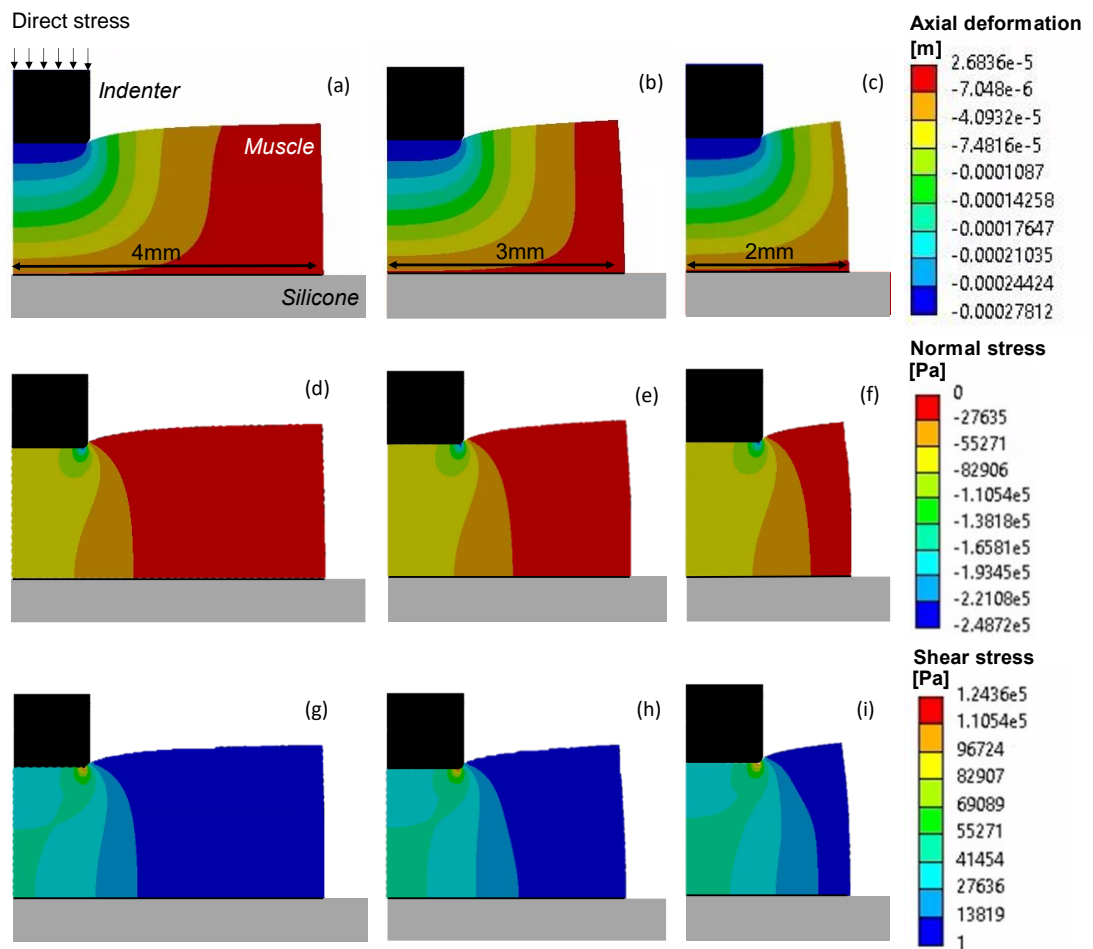 Direct stress
Indenter
(a)
Muscle
4mm
Silicone
(b)
3mm
(c)
2mm
Axial deformation
[m]
2.6836e-5
-7.048e-6
-4.0932e-5
-7.4816e-5
-0.0001087
-0.00014258
-0.00017647
-0.00021035
-0.00024424
-0.00027812
(d)
(e)
(f)
Normal stress
[Pa]
0
-27635
-55271
-82906
-1.1054e5
-1.3818e5
-1.6581e5
-1.9345e5
-2.2108e5
-2.4872e5
(g)
(h)
(i)
Shear stress
[Pa]
1.2436e5
1.1054e5
96724
82907
69089
55271
41454
27636
13819
1